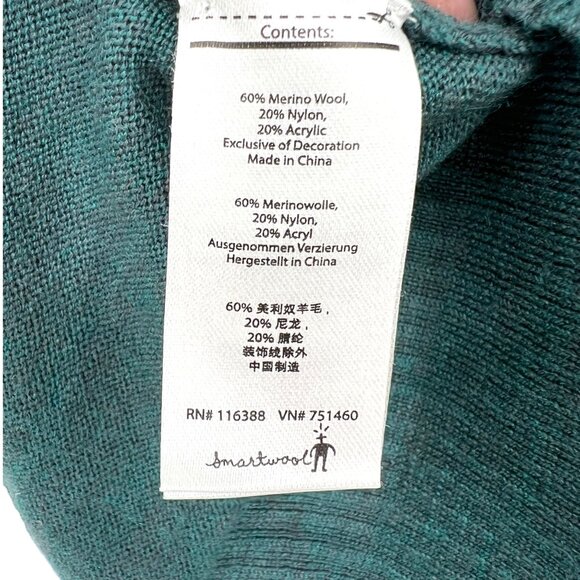 Contents:
60% Merino Wool,
20% Nylon,
20% Acrylic
Exclusive of Decoration
Made in China
60% Merinowolle,
20% Nylon,
20% Acryl
Ausgenommen Verzierung
Hergestellt in China
60% 美利奴羊毛,
20% 尼龙,
20% 腈纶
装饰线除外
中国制造
RN# 116388 VN# 751460
smartwool